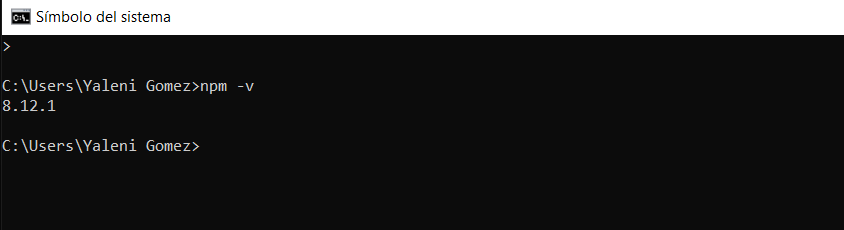 Símbolo del sistema
>
C:\Users\Yaleni Gomez>npm -v
8.12.1
C:\Users\Yaleni Gomez>